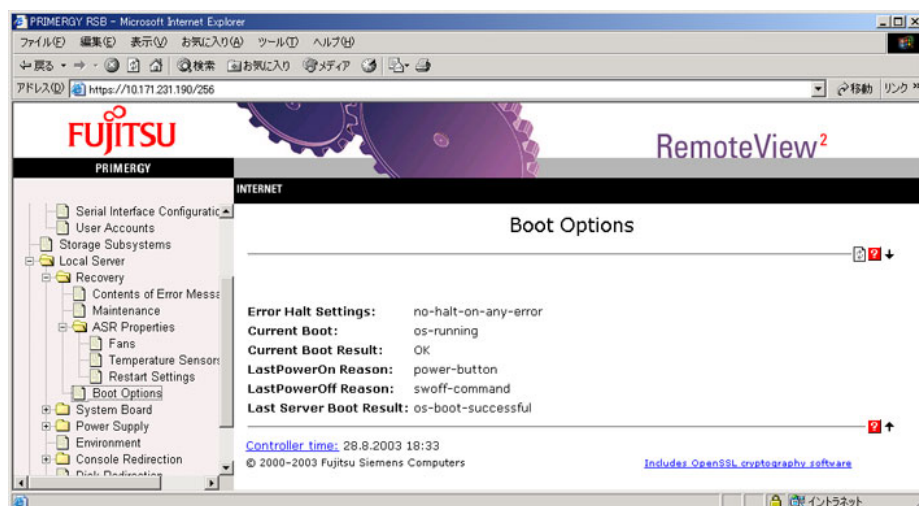 PRIMERGY RSB - Microsoft Internet Explorer
ファイル(F) 編集(E) 表示(V) お気に入り(A) ツール(T) ヘルプ(H)
戻る 検索 お気に入り メディア
アドレス(D) https://10.171.231.190/256 移動 リンク »
FUJITSU
RemoteView²
PRIMERGY
INTERNET
Serial Interface Configuratic
User Accounts
Storage Subsystems
Local Server
Recovery
Contents of Error Messa
Maintenance
ASR Properties
Fans
Temperature Sensors
Restart Settings
Boot Options
System Board
Power Supply
Environment
Console Redirection
Disk Redirection
Boot Options
Error Halt Settings: no-halt-on-any-error
Current Boot: os-running
Current Boot Result: OK
LastPowerOn Reason: power-button
LastPowerOff Reason: swoff-command
Last Server Boot Result: os-boot-successful
Controller time: 28.8.2003 18:33
© 2000-2003 Fujitsu Siemens Computers
Includes OpenSSL cryptography software
イントラネット